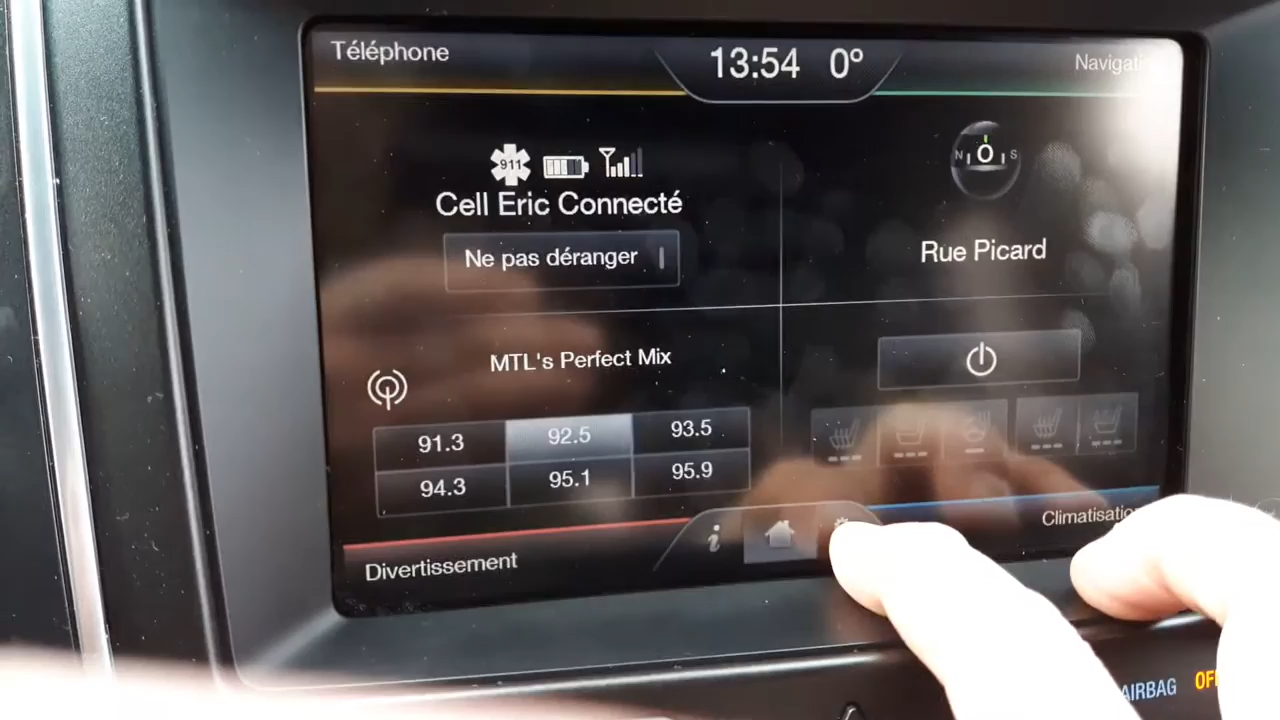 Téléphone
13:54 0°
911
Cell Eric Connecté
Ne pas déranger
N O S
Rue Picard
MTL's Perfect Mix
91.3 92.5 93.5
94.3 95.1 95.9
Divertissement
i
AIRBAG